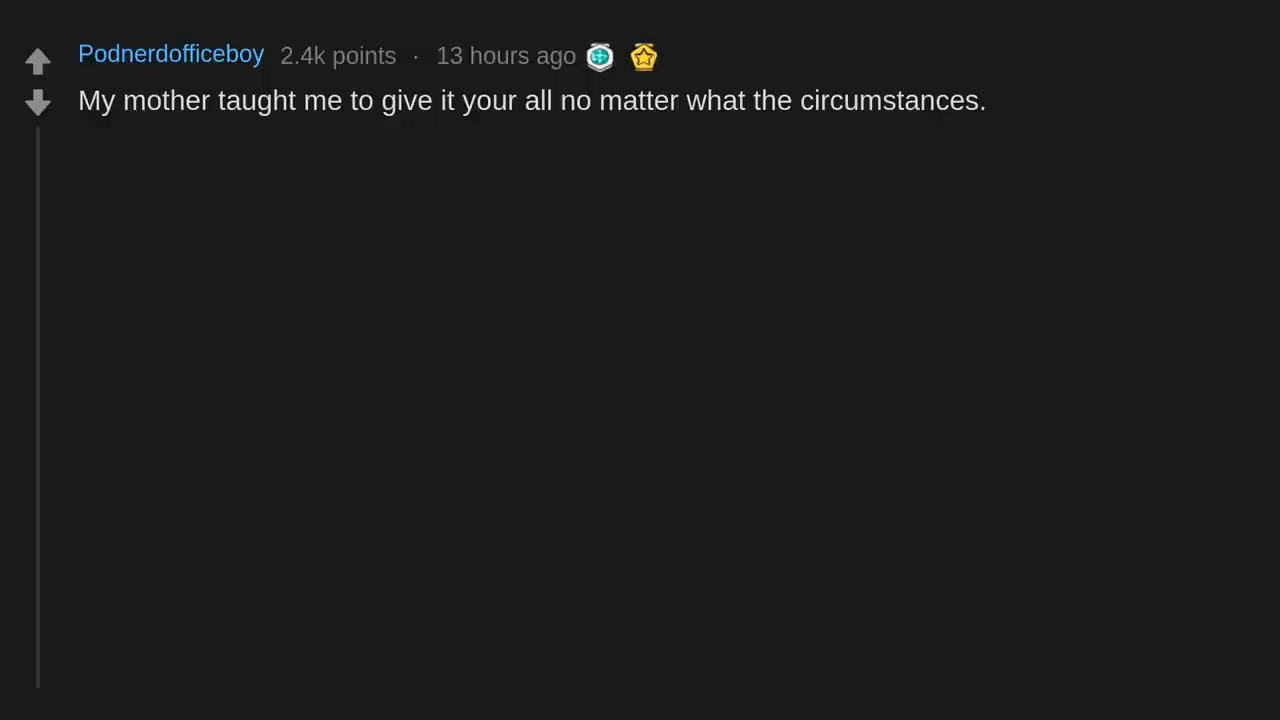 Podnerdofficeboy 2.4k points · 13 hours ago
My mother taught me to give it your all no matter what the circumstances.